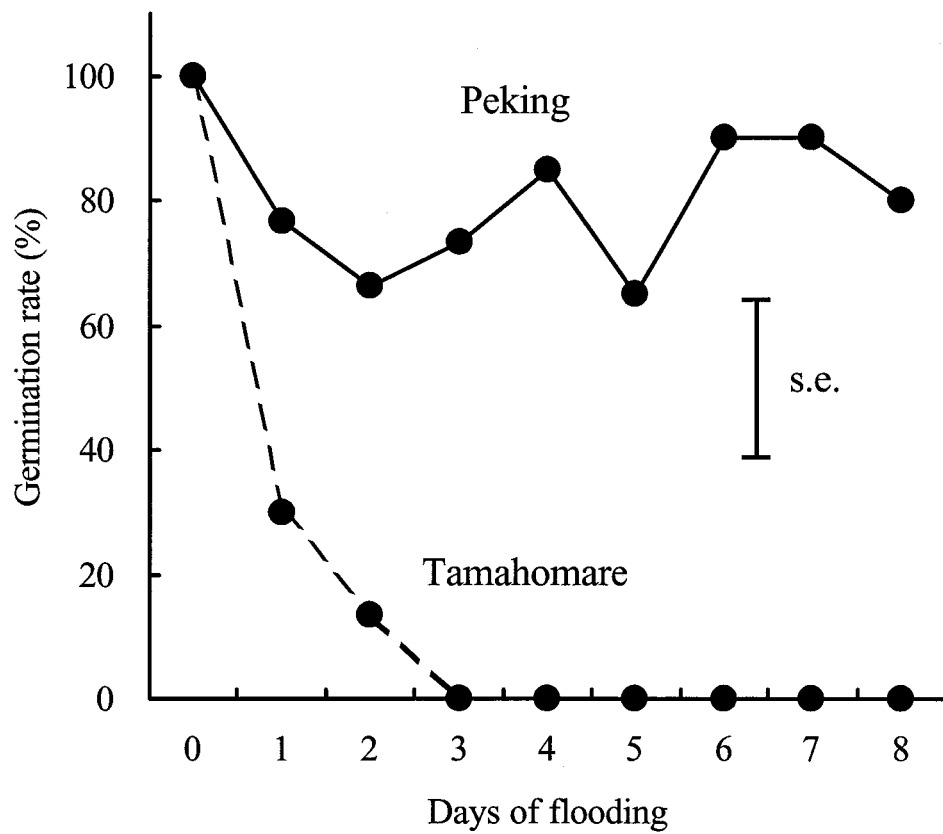 100
80
60
40
20
0
Germination rate (%)
Peking
s.e.
Tamahomare
0 1 2 3 4 5 6 7 8
Days of flooding